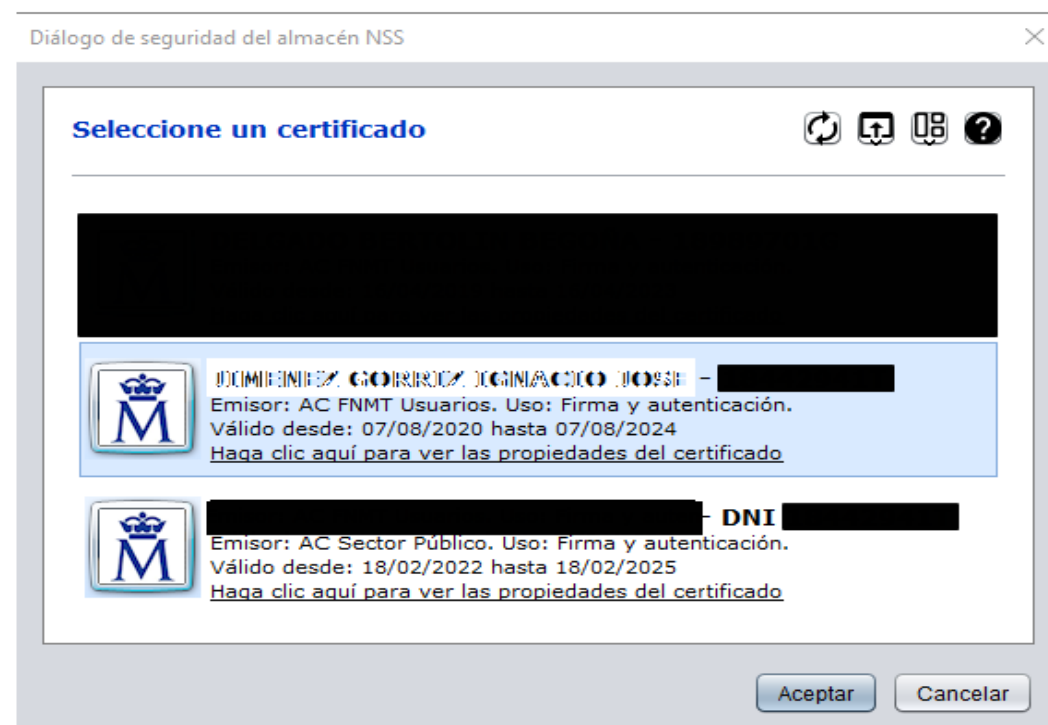 Diálogo de seguridad del almacén NSS
Seleccione un certificado
-
Emisor: AC FNMT Usuarios. Uso: Firma y autenticación.
Válido desde: 07/08/2020 hasta 07/08/2024
Haga clic aquí para ver las propiedades del certificado
- DNI
Emisor: AC Sector Público. Uso: Firma y autenticación.
Válido desde: 18/02/2022 hasta 18/02/2025
Haga clic aquí para ver las propiedades del certificado
Aceptar Cancelar